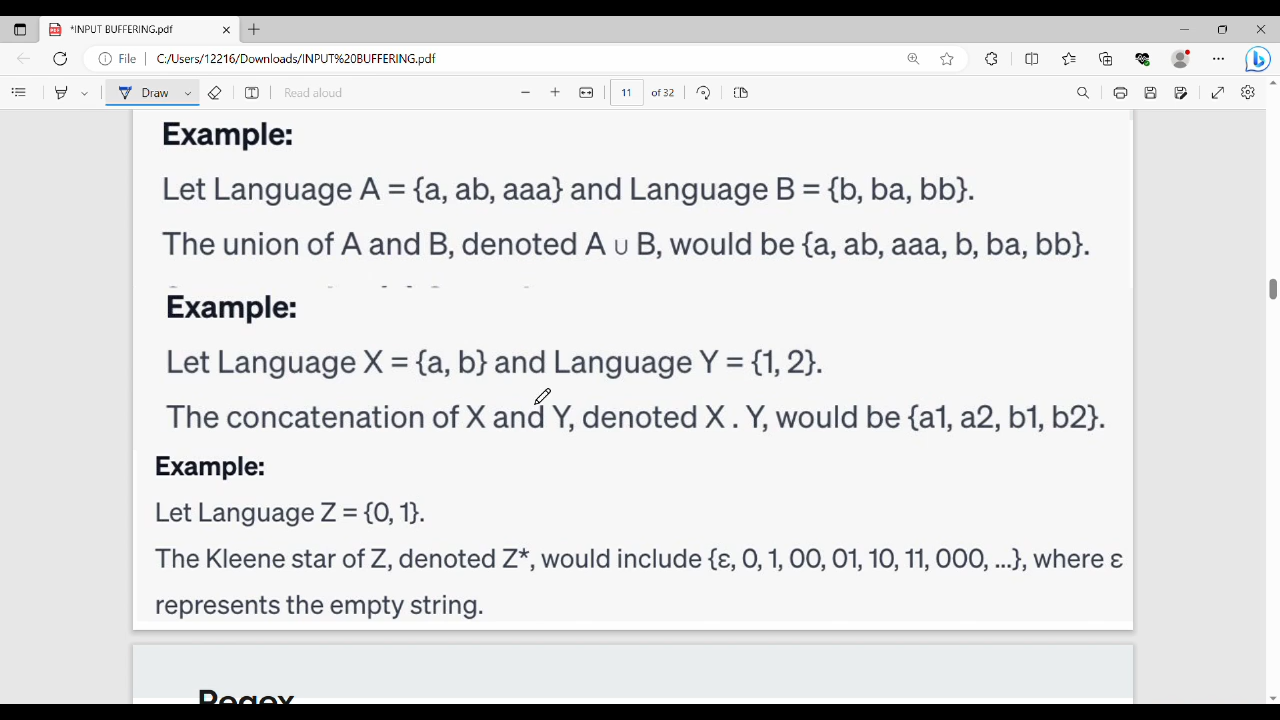 *INPUT BUFFERING.pdf
File C:/Users/12216/Downloads/INPUT%20BUFFERING.pdf
Draw Read aloud 11 of 32
Example:
Let Language A = {a, ab, aaa} and Language B = {b, ba, bb}.
The union of A and B, denoted A ∪ B, would be {a, ab, aaa, b, ba, bb}.
Example:
Let Language X = {a, b} and Language Y = {1, 2}.
The concatenation of X and Y, denoted X . Y, would be {a1, a2, b1, b2}.
Example:
Let Language Z = {0, 1}.
The Kleene star of Z, denoted Z*, would include {ε, 0, 1, 00, 01, 10, 11, 000, ...}, where ε
represents the empty string.
Regex